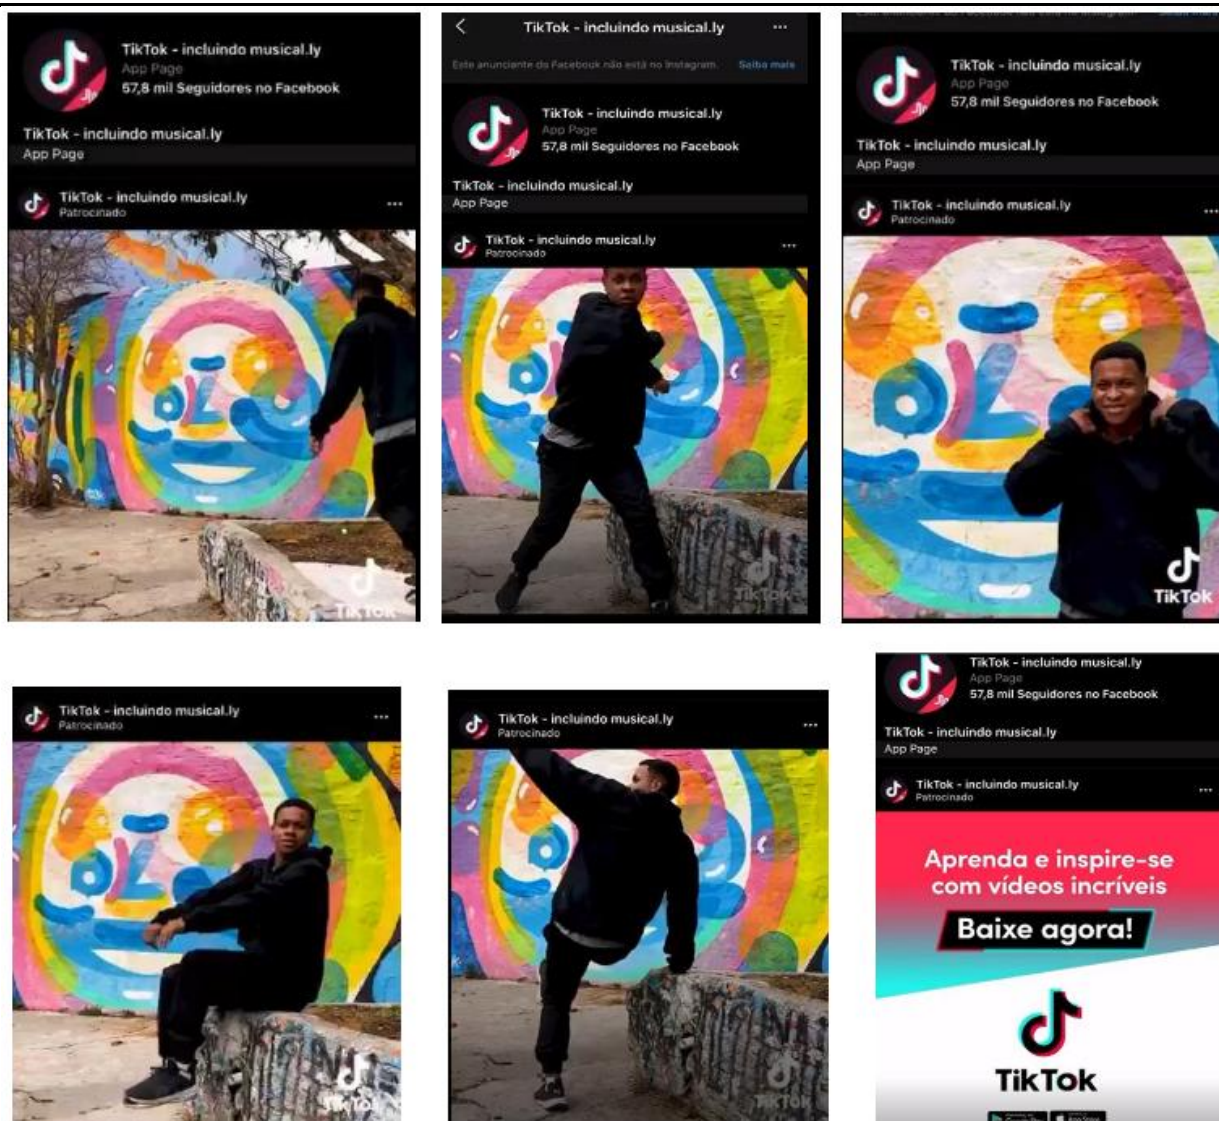 TikTok - incluindo musical.ly
App Page
57,8 mil Seguidores no Facebook
TikTok - incluindo musical.ly
App Page
TikTok - incluindo musical.ly
Patrocinado
TikTok
TikTok - incluindo musical.ly
Este anunciante do Facebook não está no Instagram. Saiba mais
TikTok - incluindo musical.ly
App Page
57,8 mil Seguidores no Facebook
TikTok - incluindo musical.ly
App Page
TikTok - incluindo musical.ly
Patrocinado
TikTok
TikTok - incluindo musical.ly
App Page
57,8 mil Seguidores no Facebook
TikTok - incluindo musical.ly
App Page
TikTok - incluindo musical.ly
Patrocinado
TikTok
TikTok - incluindo musical.ly
Patrocinado
TikTok
TikTok - incluindo musical.ly
Patrocinado
TikTok
TikTok - incluindo musical.ly
App Page
57,8 mil Seguidores no Facebook
TikTok - incluindo musical.ly
App Page
TikTok - incluindo musical.ly
Patrocinado
Aprenda e inspire-se
com vídeos incríveis
Baixe agora!
TikTok